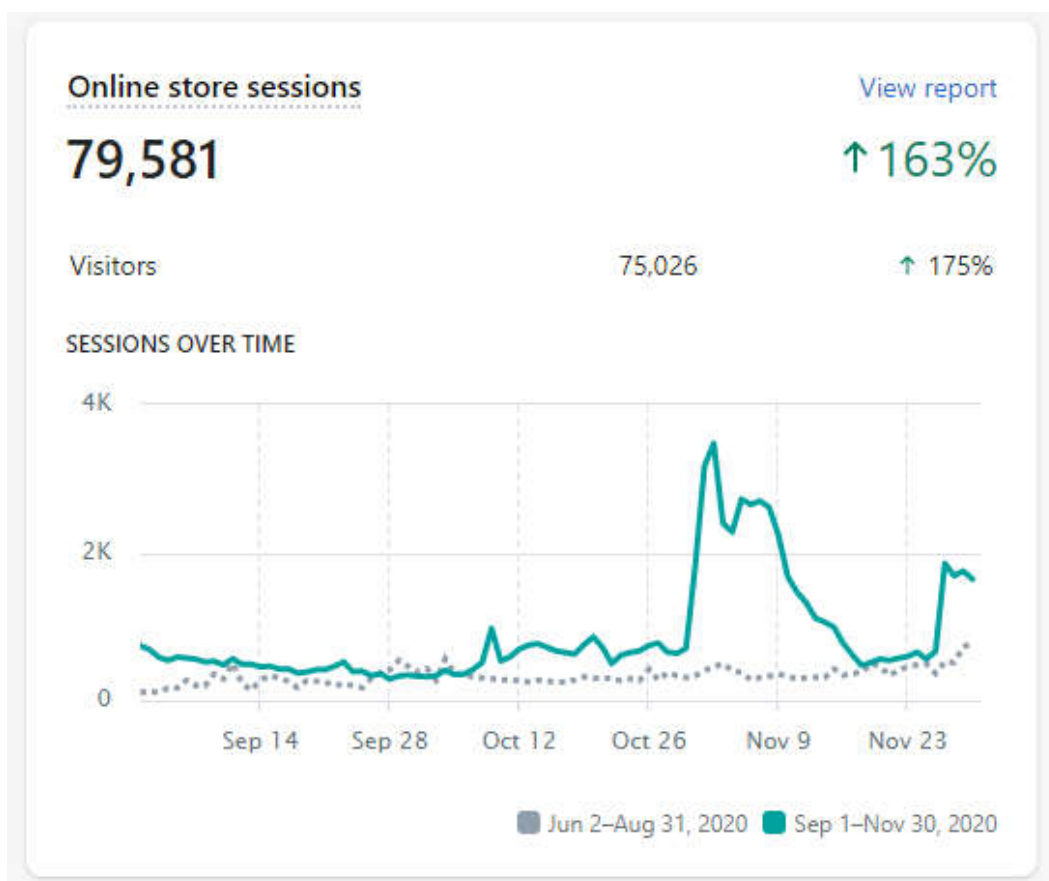 Online store sessions View report
79,581 ↑ 163%
Visitors 75,026 ↑ 175%
SESSIONS OVER TIME
4K
2K
0
Sep 14 Sep 28 Oct 12 Oct 26 Nov 9 Nov 23
Jun 2–Aug 31, 2020 Sep 1–Nov 30, 2020